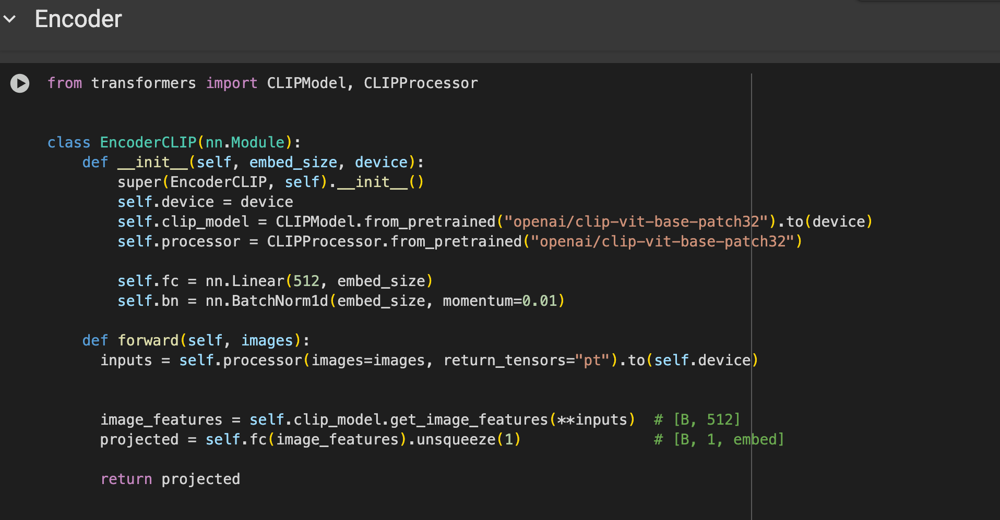 Encoder
from transformers import CLIPModel, CLIPProcessor
class EncoderCLIP(nn.Module):
    def __init__(self, embed_size, device):
        super(EncoderCLIP, self).__init__()
        self.device = device
        self.clip_model = CLIPModel.from_pretrained("openai/clip-vit-base-patch32").to(device)
        self.processor = CLIPProcessor.from_pretrained("openai/clip-vit-base-patch32")
        self.fc = nn.Linear(512, embed_size)
        self.bn = nn.BatchNorm1d(embed_size, momentum=0.01)
    def forward(self, images):
      inputs = self.processor(images=images, return_tensors="pt").to(self.device)
      image_features = self.clip_model.get_image_features(**inputs)  # [B, 512]
      projected = self.fc(image_features).unsqueeze(1)               # [B, 1, embed]
      return projected